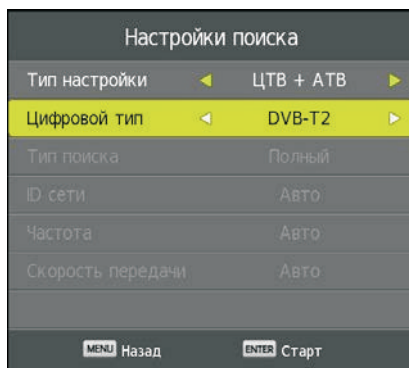 Настройки поиска
Тип настройки ЦТВ + АТВ
Цифровой тип DVB-T2
Тип поиска Полный
ID сети Авто
Частота Авто
Скорость передачи Авто
MENU Назад ENTER Старт